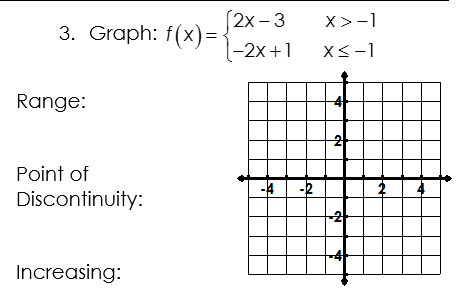 3. Graph: f(x) = { 2x – 3 x > –1
–2x + 1 x ≤ –1
Range:
4
2
Point of
Discontinuity:
-4 -2 2 4
-2
-4
Increasing: